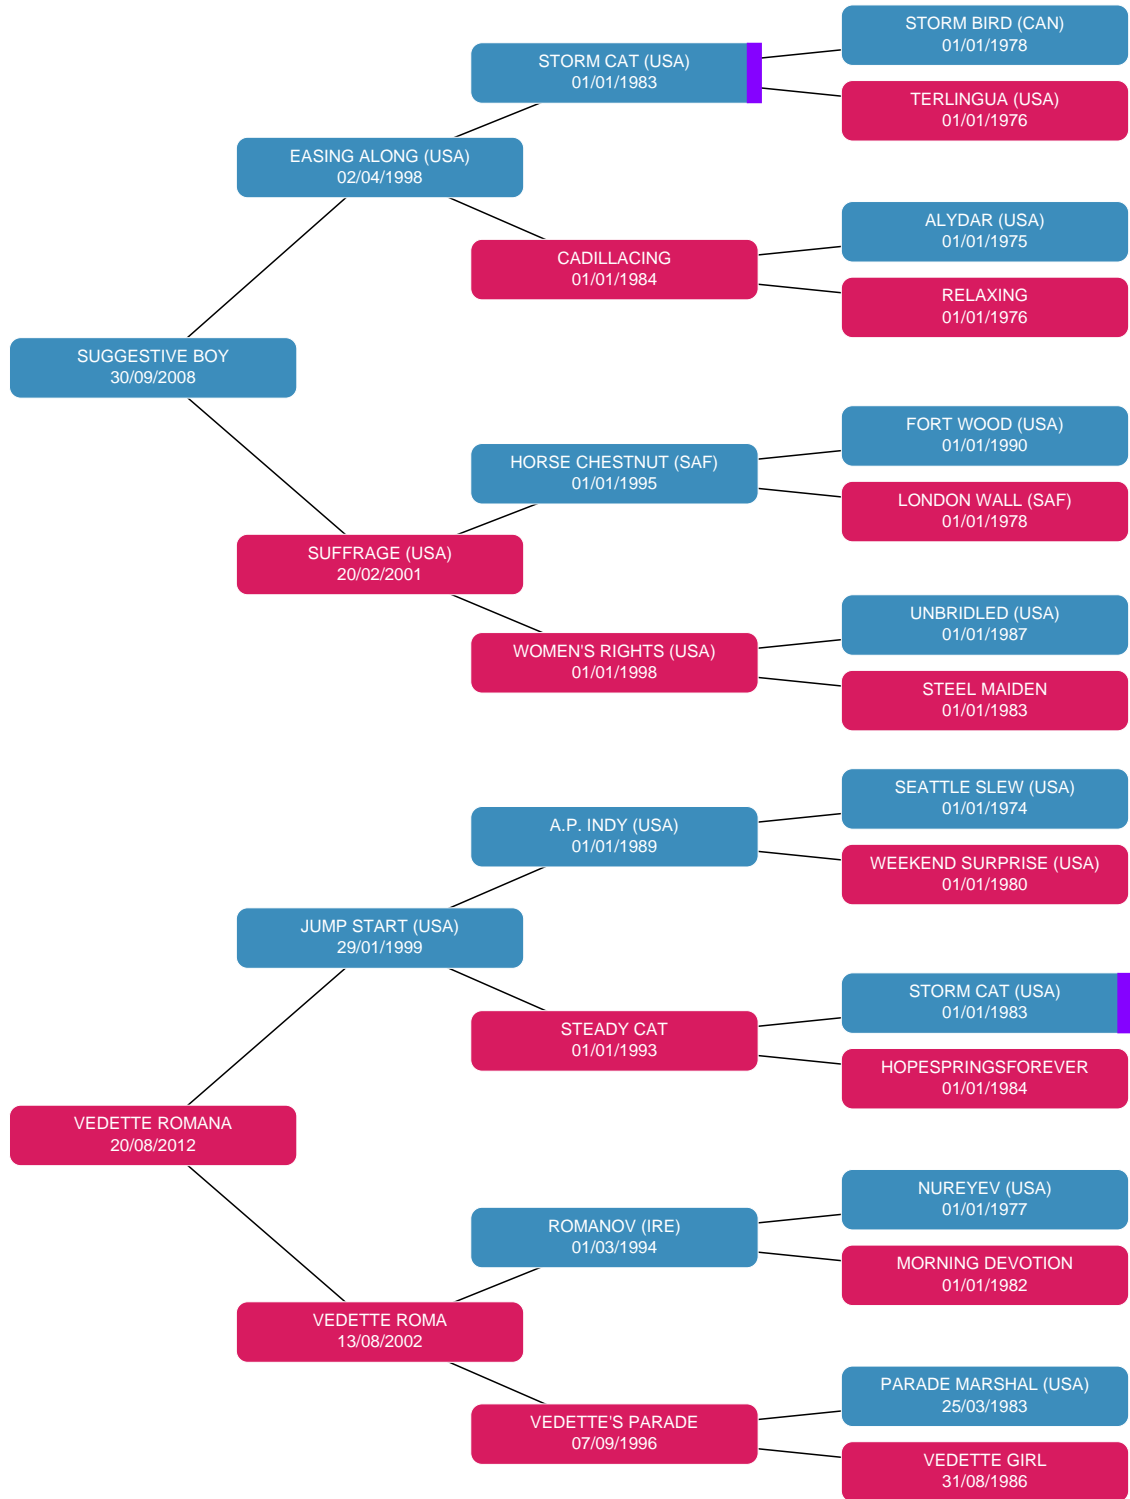 STORM BIRD (CAN)
01/01/1978
STORM CAT (USA)
01/01/1983
TERLINGUA (USA)
01/01/1976
EASING ALONG (USA)
02/04/1998
ALYDAR (USA)
01/01/1975
CADILLACING
01/01/1984
RELAXING
01/01/1976
SUGGESTIVE BOY
30/09/2008
FORT WOOD (USA)
01/01/1990
HORSE CHESTNUT (SAF)
01/01/1995
LONDON WALL (SAF)
01/01/1978
SUFFRAGE (USA)
20/02/2001
UNBRIDLED (USA)
01/01/1987
WOMEN'S RIGHTS (USA)
01/01/1998
STEEL MAIDEN
01/01/1983
SEATTLE SLEW (USA)
01/01/1974
A.P. INDY (USA)
01/01/1989
WEEKEND SURPRISE (USA)
01/01/1980
JUMP START (USA)
29/01/1999
STORM CAT (USA)
01/01/1983
STEADY CAT
01/01/1993
HOPESPRINGSFOREVER
01/01/1984
VEDETTE ROMANA
20/08/2012
NUREYEV (USA)
01/01/1977
ROMANOV (IRE)
01/03/1994
MORNING DEVOTION
01/01/1982
VEDETTE ROMA
13/08/2002
PARADE MARSHAL (USA)
25/03/1983
VEDETTE'S PARADE
07/09/1996
VEDETTE GIRL
31/08/1986